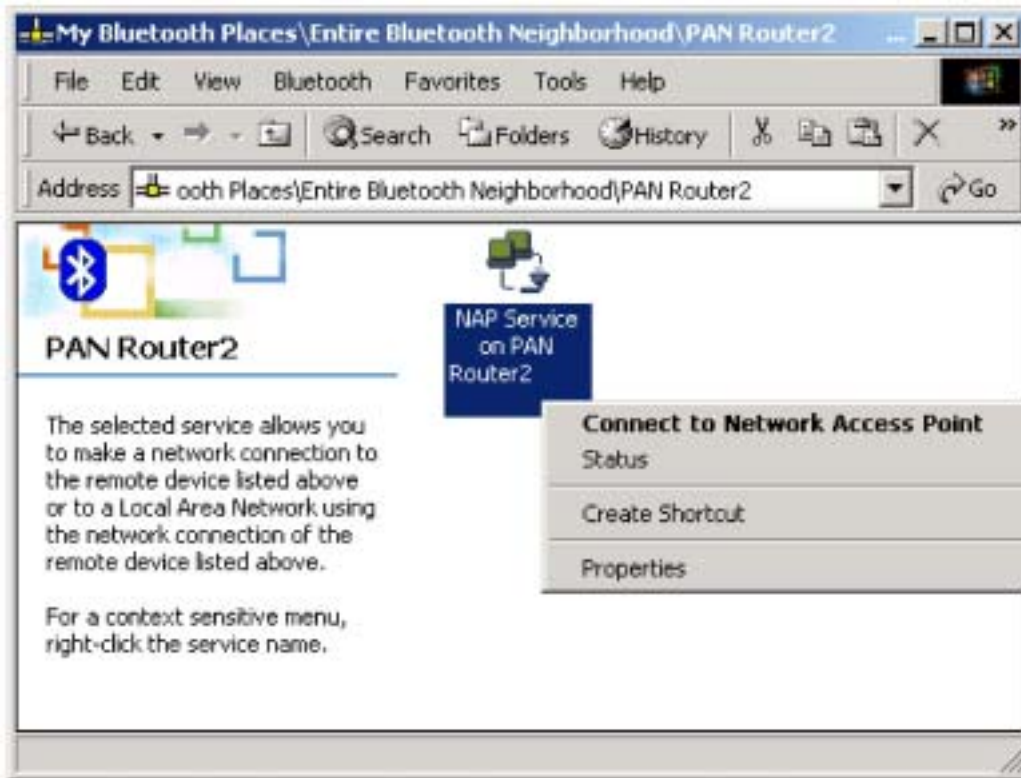 My Bluetooth Places\Entire Bluetooth Neighborhood\PAN Router2 ...
File Edit View Bluetooth Favorites Tools Help
Back Search Folders History »
Address ooth Places\Entire Bluetooth Neighborhood\PAN Router2 Go
NAP Service
on PAN
Router2
PAN Router2
The selected service allows you
to make a network connection to
the remote device listed above
or to a Local Area Network using
the network connection of the
remote device listed above.
For a context sensitive menu,
right-click the service name.
Connect to Network Access Point
Status
Create Shortcut
Properties